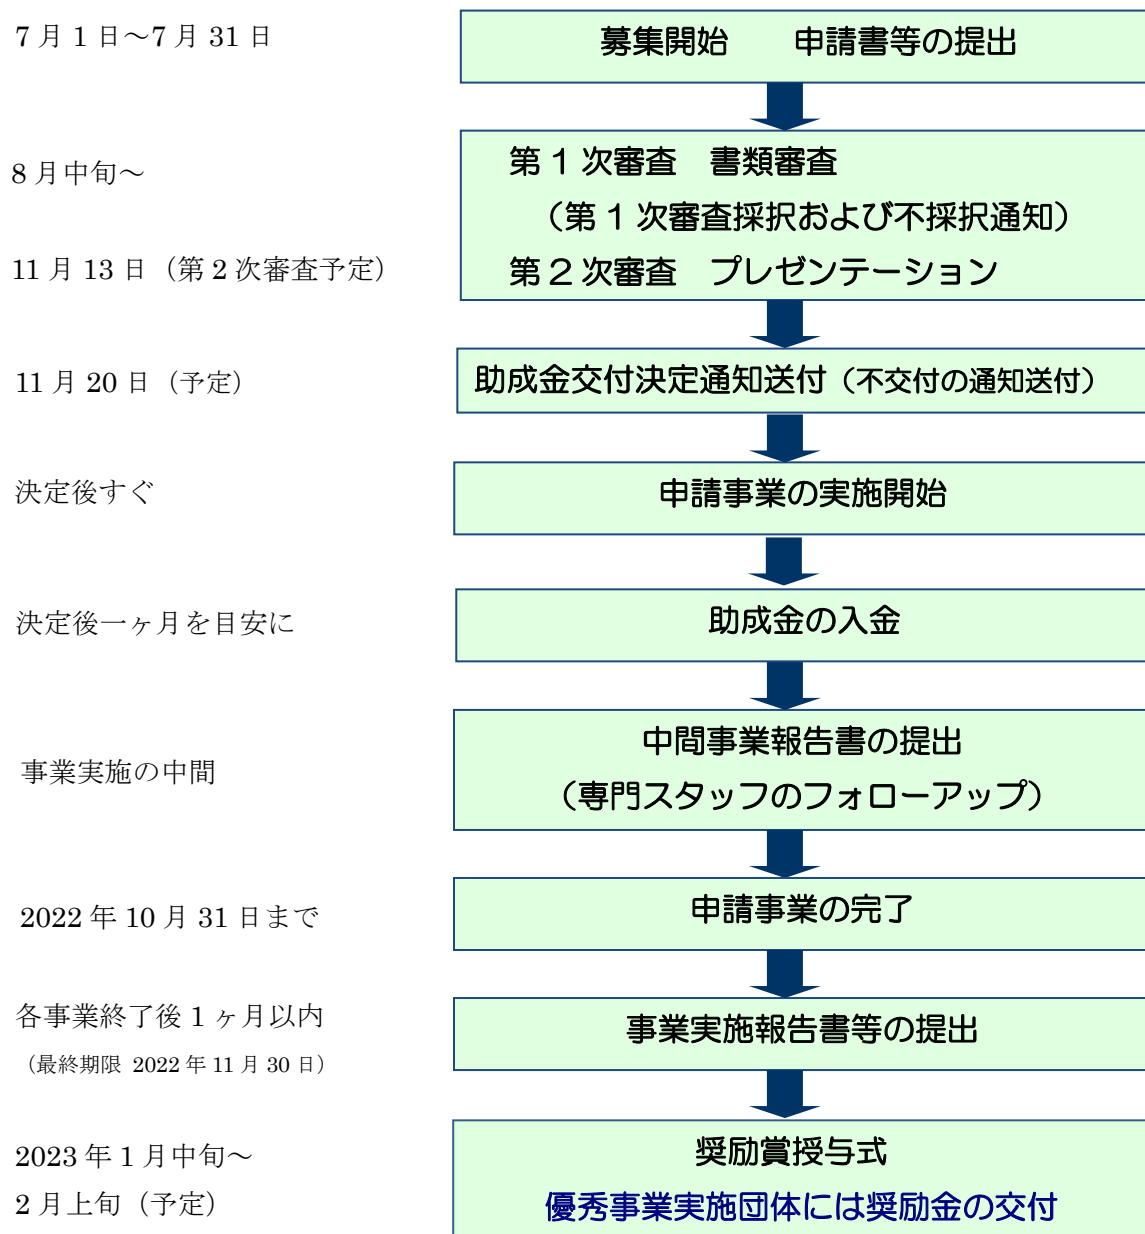 7月1日～7月31日
募集開始　　申請書等の提出
8月中旬～
第1次審査　書類審査
（第1次審査採択および不採択通知）
11月13日（第2次審査予定）
第2次審査　プレゼンテーション
11月20日（予定）
助成金交付決定通知送付（不交付の通知送付）
決定後すぐ
申請事業の実施開始
決定後一ヶ月を目安に
助成金の入金
事業実施の中間
中間事業報告書の提出
（専門スタッフのフォローアップ）
2022年10月31日まで
申請事業の完了
各事業終了後1ヶ月以内
（最終期限 2022年11月30日）
事業実施報告書等の提出
2023年1月中旬～
2月上旬（予定）
奨励賞授与式
優秀事業実施団体には奨励金の交付